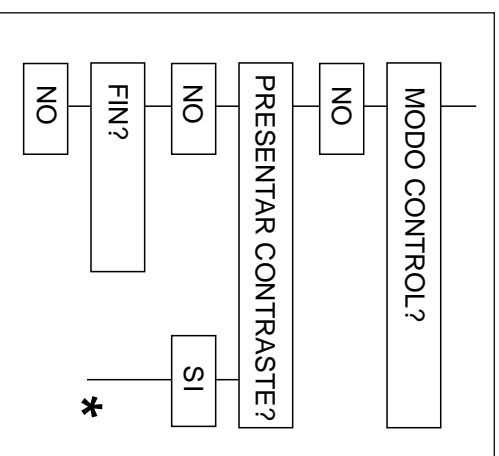 MODO CONTROL?
NO
PRESENTAR CONTRASTE?
NO
SI
*
FIN?
NO